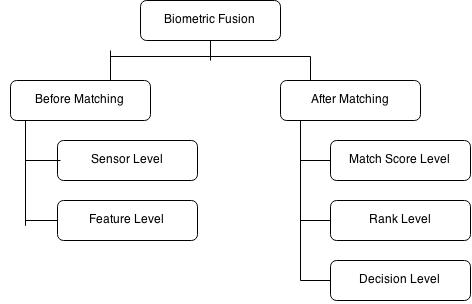 Biometric Fusion
Before Matching
After Matching
Sensor Level
Match Score Level
Feature Level
Rank Level
Decision Level